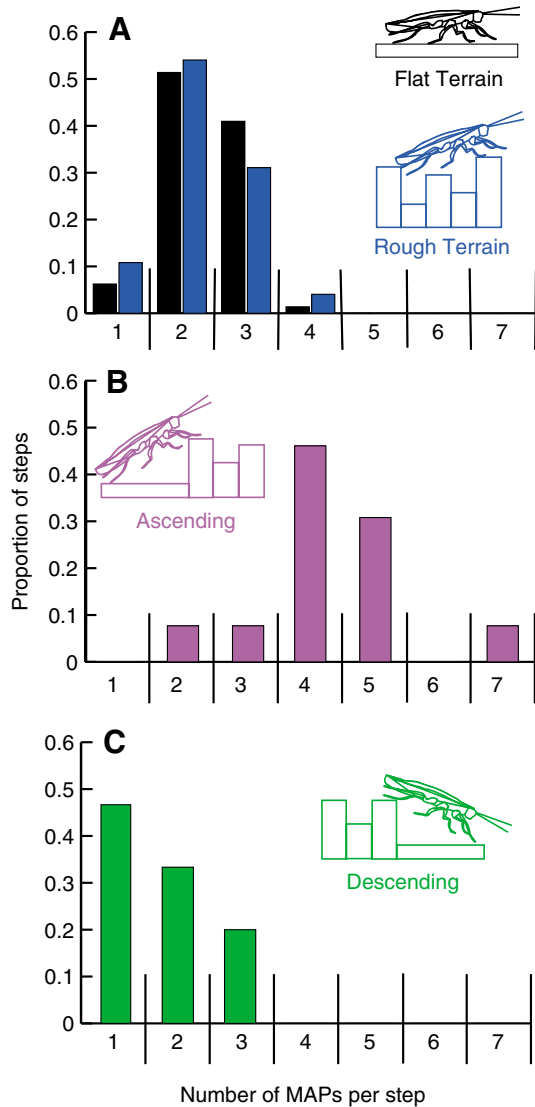 A
0.6
0.5
0.4
0.3
0.2
0.1
0
1 2 3 4 5 6 7
Flat Terrain
Rough Terrain
B
0.6
0.5
0.4
0.3
0.2
0.1
0
1 2 3 4 5 6 7
Ascending
Proportion of steps
C
0.6
0.5
0.4
0.3
0.2
0.1
0
1 2 3 4 5 6 7
Descending
Number of MAPs per step